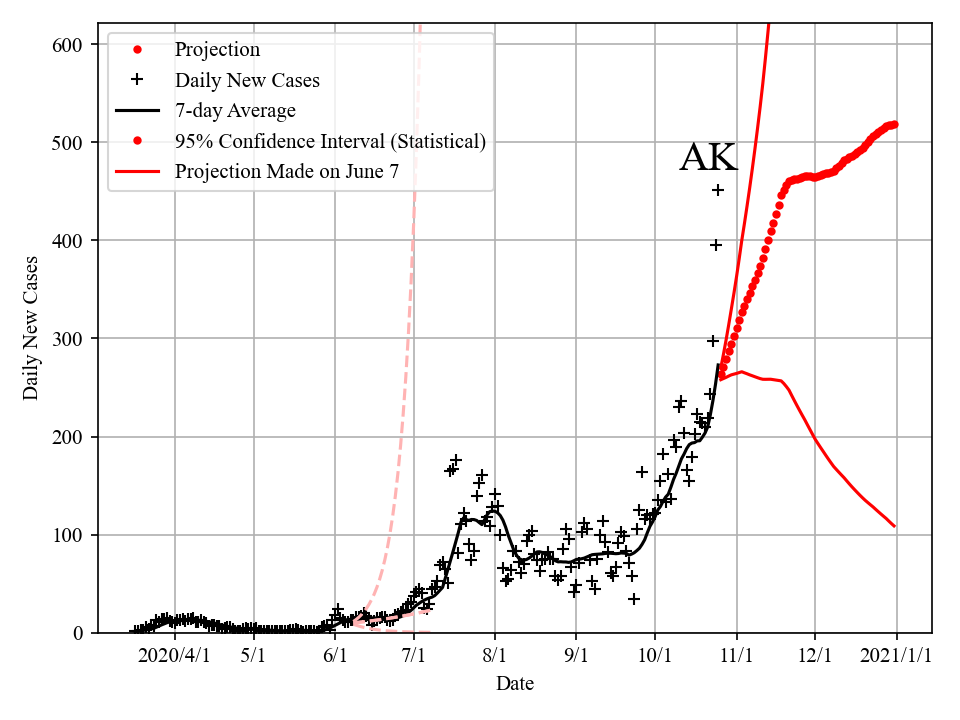 600
500
400
300
200
100
0
Daily New Cases
Projection
Daily New Cases
7-day Average
95% Confidence Interval (Statistical)
Projection Made on June 7
AK
2020/4/1 5/1 6/1 7/1 8/1 9/1 10/1 11/1 12/1 2021/1/1
Date